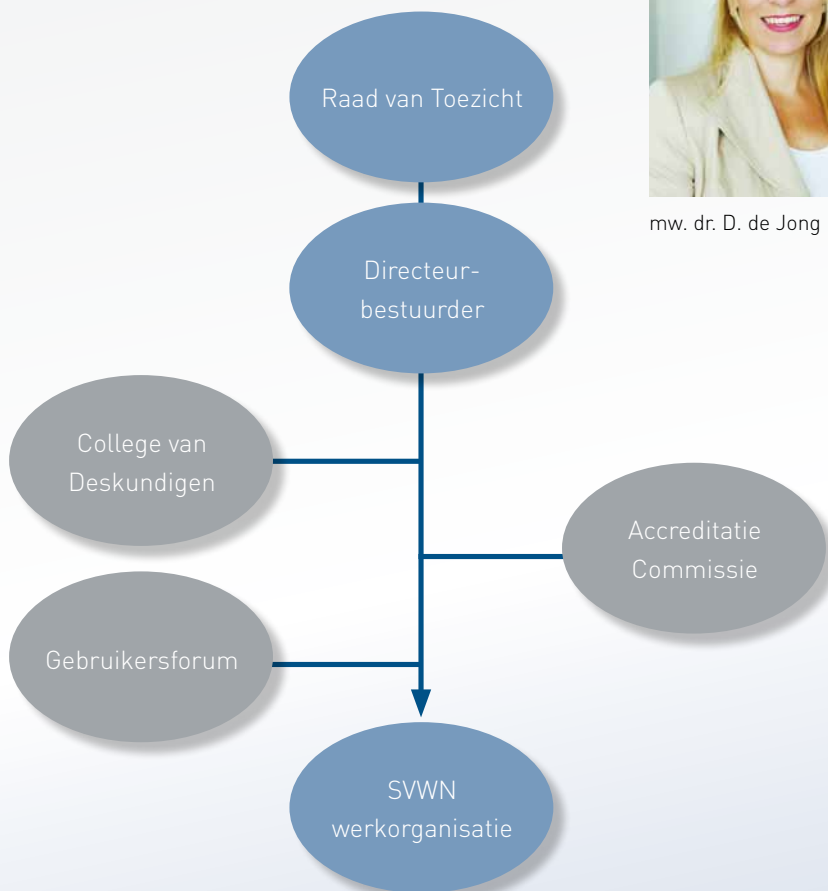 Raad van Toezicht
mw. dr. D. de Jong
Directeur-
bestuurder
College van
Deskundigen
Accreditatie
Commissie
Gebruikersforum
SVWN
werkorganisatie